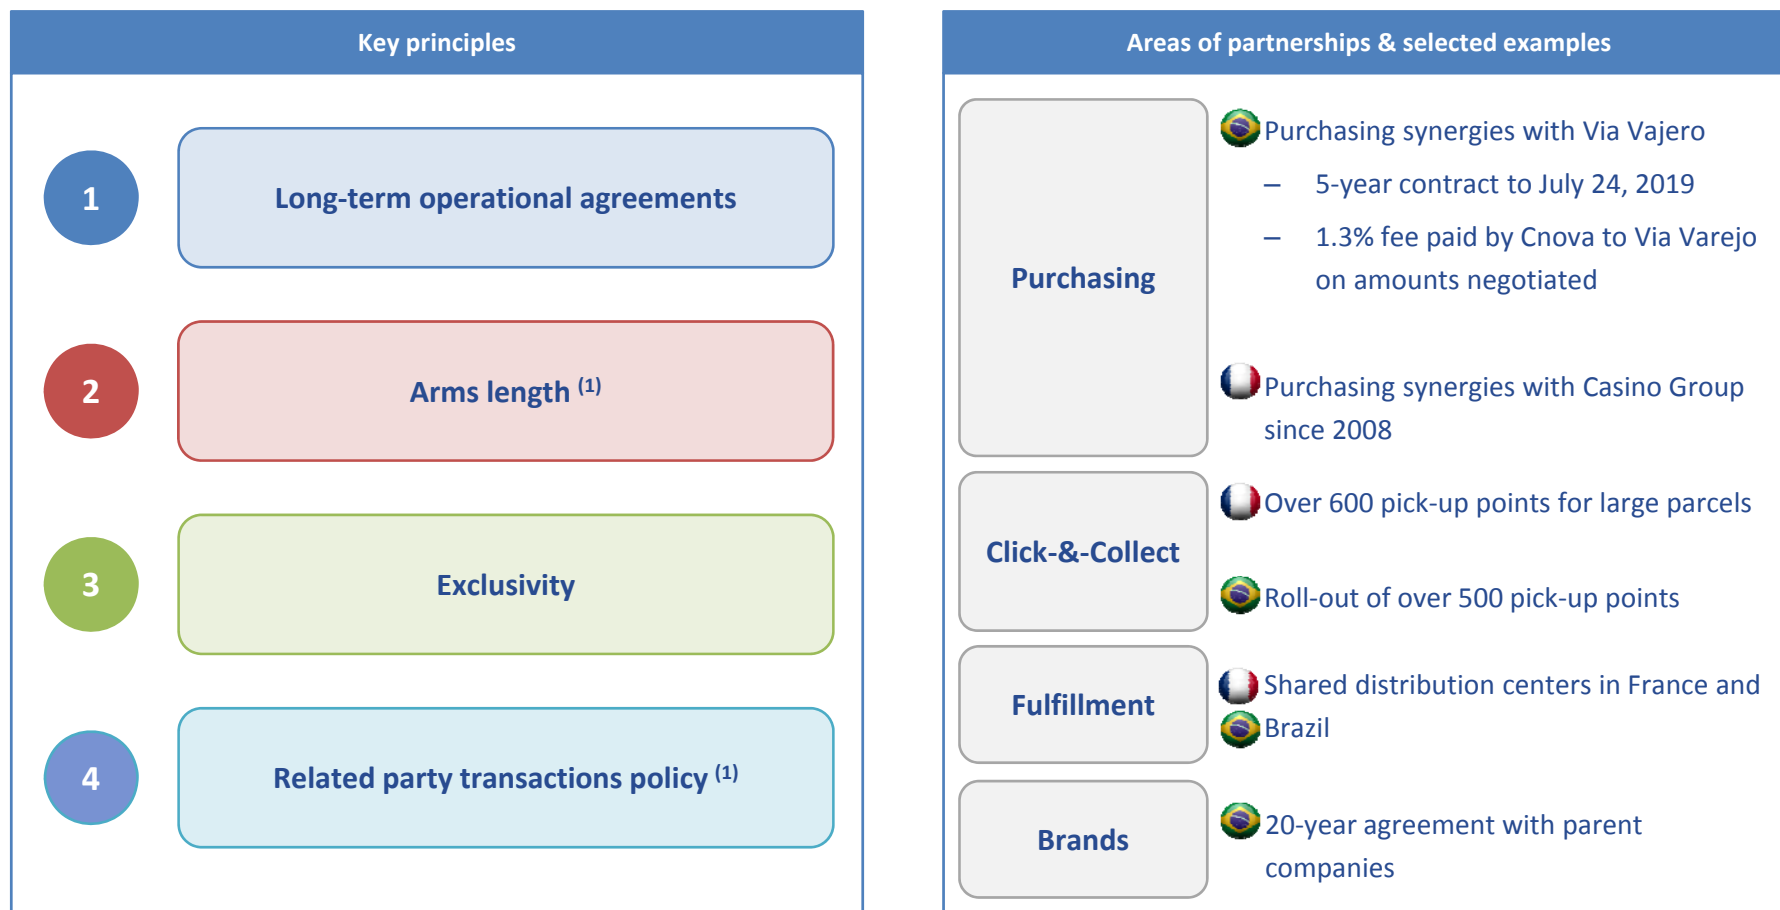 Key principles
1
Long-term operational agreements
2
Arms length (1)
3
Exclusivity
4
Related party transactions policy (1)
Areas of partnerships & selected examples
Purchasing
Purchasing synergies with Via Vajero
– 5-year contract to July 24, 2019
– 1.3% fee paid by Cnova to Via Varejo
on amounts negotiated
Purchasing synergies with Casino Group
since 2008
Click-&-Collect
Over 600 pick-up points for large parcels
Roll-out of over 500 pick-up points
Fulfillment
Shared distribution centers in France and
Brazil
Brands
20-year agreement with parent
companies